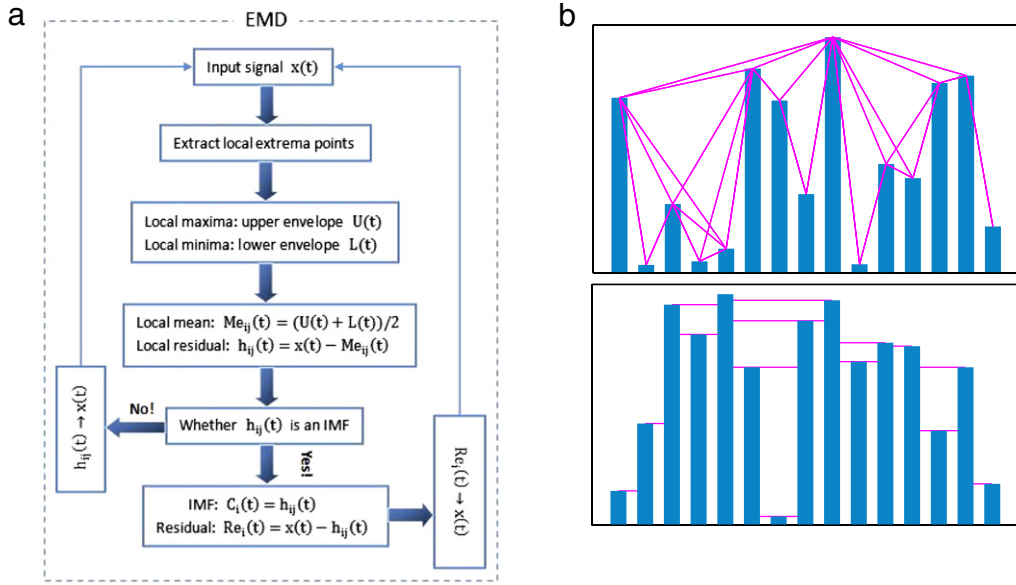 a
EMD
Input signal x(t)
Extract local extrema points
Local maxima: upper envelope U(t)
Local minima: lower envelope L(t)
Local mean: Me_ij(t) = (U(t) + L(t))/2
Local residual: h_ij(t) = x(t) − Me_ij(t)
No!
h_ij(t) → x(t)
Whether h_ij(t) is an IMF
Yes!
IMF: C_i(t) = h_ij(t)
Residual: Re_i(t) = x(t) − h_ij(t)
Re_i(t) → x(t)
b